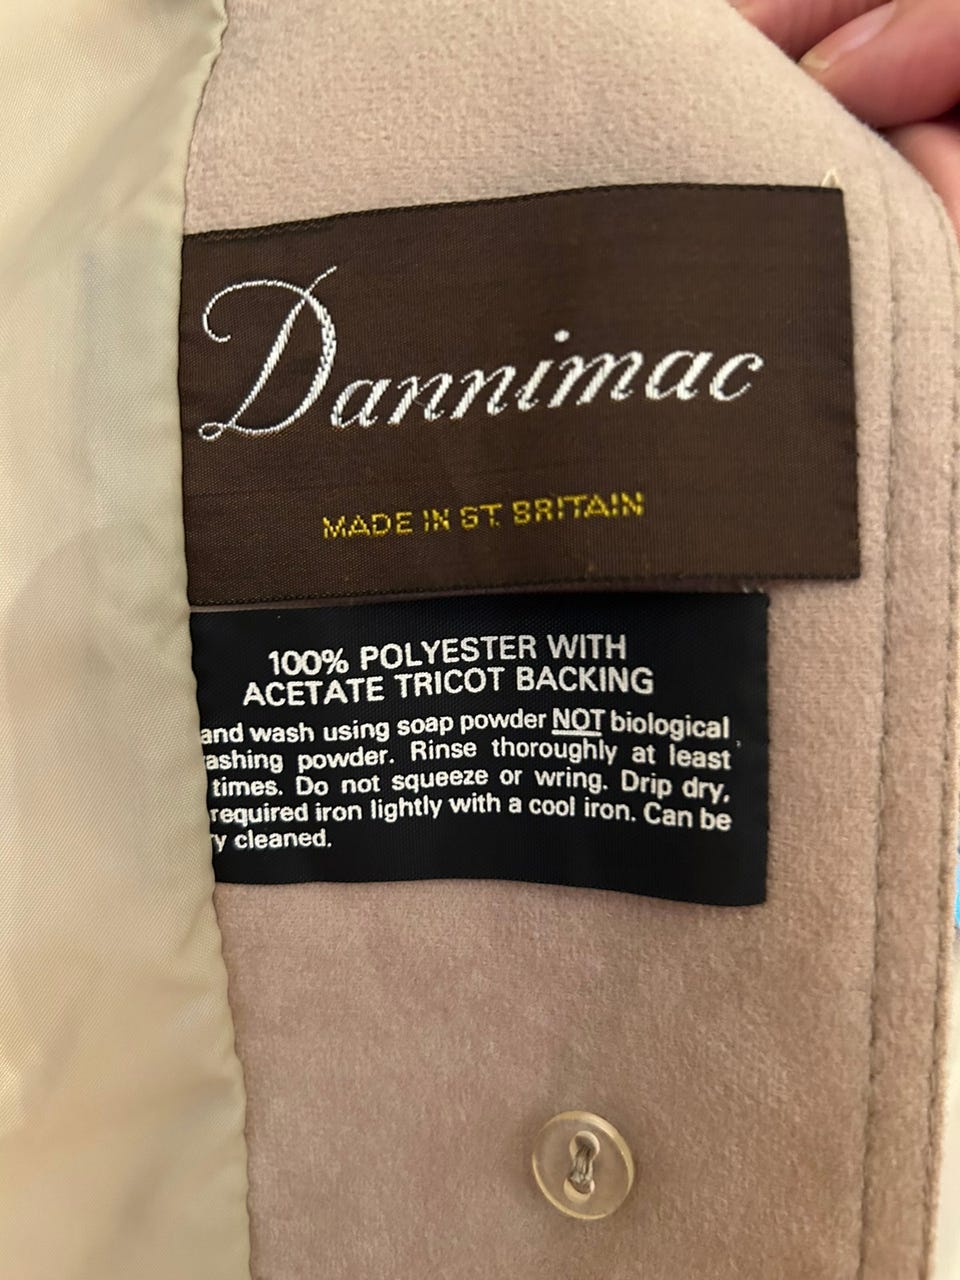 Dannimac
MADE IN GT. BRITAIN
100% POLYESTER WITH
ACETATE TRICOT BACKING
and wash using soap powder NOT biological
ashing powder. Rinse thoroughly at least
times. Do not squeeze or wring. Drip dry,
required iron lightly with a cool iron. Can be
y cleaned.